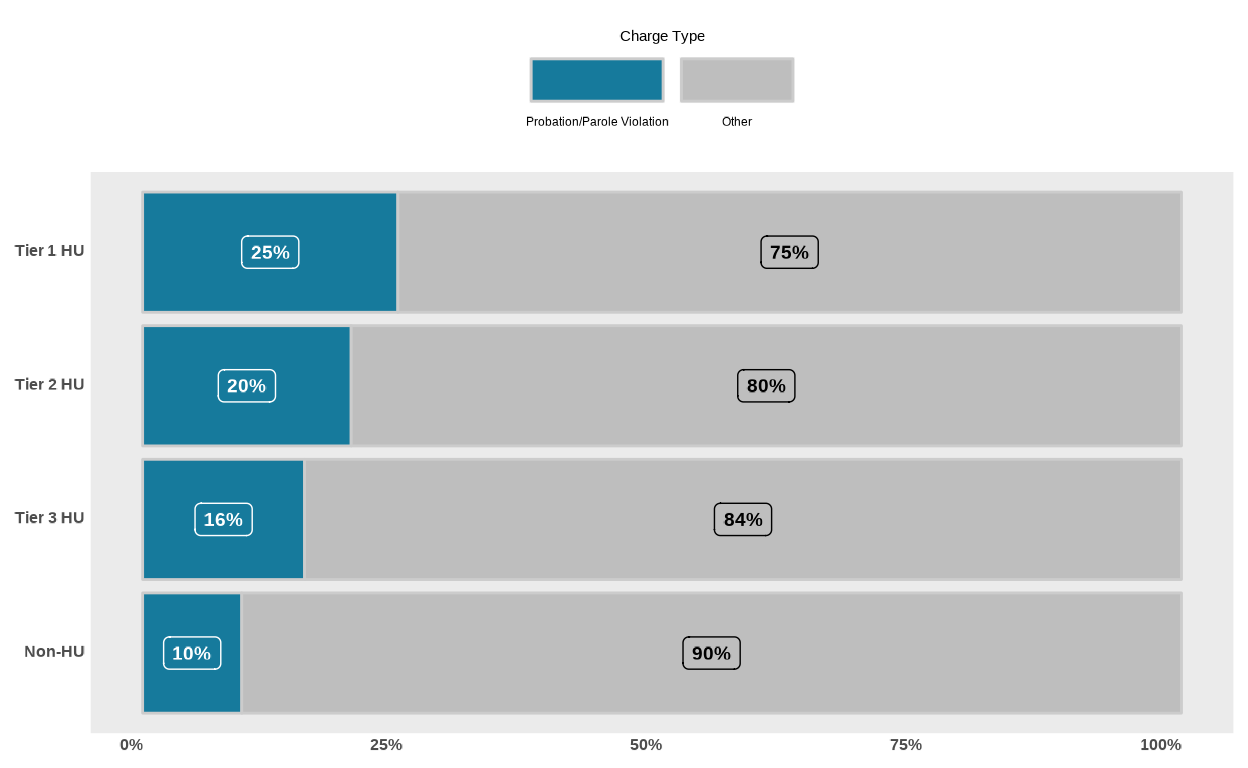 Charge Type
Probation/Parole Violation Other
Tier 1 HU 25% 75%
Tier 2 HU 20% 80%
Tier 3 HU 16% 84%
Non-HU 10% 90%
0% 25% 50% 75% 100%